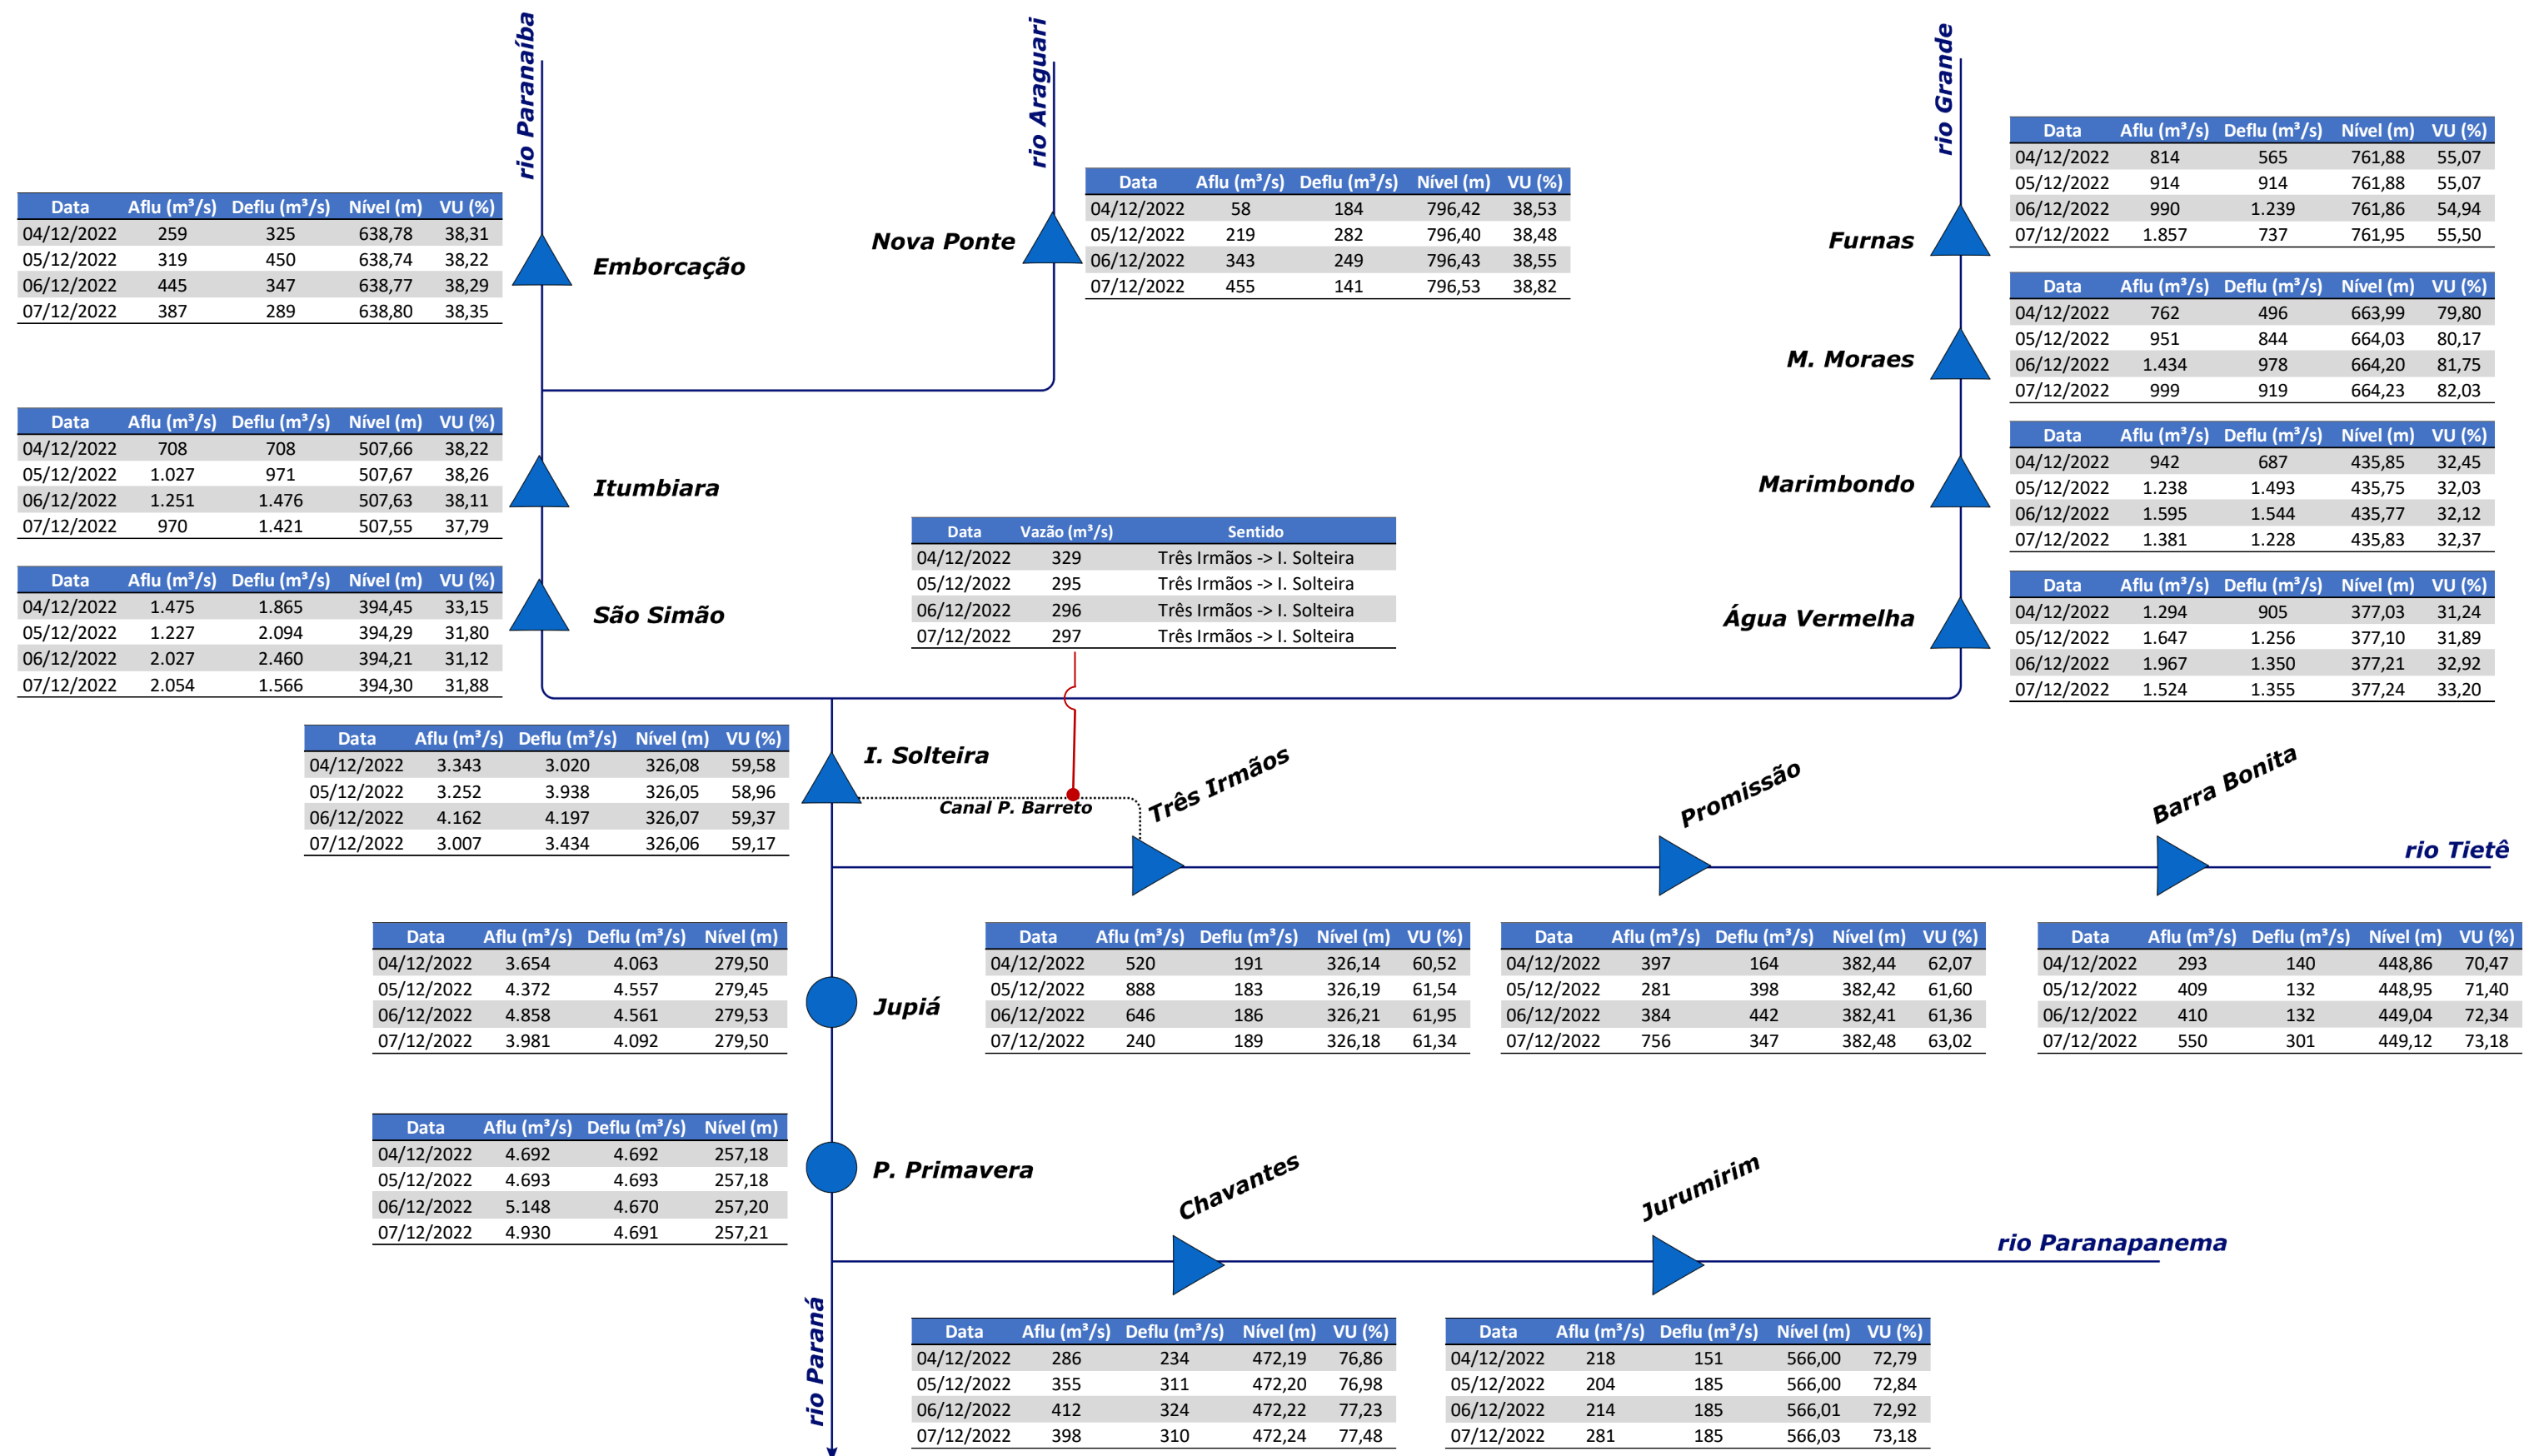 rio Paranaíba
rio Araguari
rio Grande
Data Aflu (m³/s) Deflu (m³/s) Nível (m) VU (%)
04/12/2022 259 325 638,78 38,31
05/12/2022 319 450 638,74 38,22
06/12/2022 445 347 638,77 38,29
07/12/2022 387 289 638,80 38,35
Emborcação
Nova Ponte
Data Aflu (m³/s) Deflu (m³/s) Nível (m) VU (%)
04/12/2022 58 184 796,42 38,53
05/12/2022 219 282 796,40 38,48
06/12/2022 343 249 796,43 38,55
07/12/2022 455 141 796,53 38,82
Furnas
Data Aflu (m³/s) Deflu (m³/s) Nível (m) VU (%)
04/12/2022 814 565 761,88 55,07
05/12/2022 914 914 761,88 55,07
06/12/2022 990 1.239 761,86 54,94
07/12/2022 1.857 737 761,95 55,50
M. Moraes
Data Aflu (m³/s) Deflu (m³/s) Nível (m) VU (%)
04/12/2022 762 496 663,99 79,80
05/12/2022 951 844 664,03 80,17
06/12/2022 1.434 978 664,20 81,75
07/12/2022 999 919 664,23 82,03
Data Aflu (m³/s) Deflu (m³/s) Nível (m) VU (%)
04/12/2022 708 708 507,66 38,22
05/12/2022 1.027 971 507,67 38,26
06/12/2022 1.251 1.476 507,63 38,11
07/12/2022 970 1.421 507,55 37,79
Itumbiara
Marimbondo
Data Aflu (m³/s) Deflu (m³/s) Nível (m) VU (%)
04/12/2022 942 687 435,85 32,45
05/12/2022 1.238 1.493 435,75 32,03
06/12/2022 1.595 1.544 435,77 32,12
07/12/2022 1.381 1.228 435,83 32,37
Data Vazão (m³/s) Sentido
04/12/2022 329 Três Irmãos -> I. Solteira
05/12/2022 295 Três Irmãos -> I. Solteira
06/12/2022 296 Três Irmãos -> I. Solteira
07/12/2022 297 Três Irmãos -> I. Solteira
Data Aflu (m³/s) Deflu (m³/s) Nível (m) VU (%)
04/12/2022 1.475 1.865 394,45 33,15
05/12/2022 1.227 2.094 394,29 31,80
06/12/2022 2.027 2.460 394,21 31,12
07/12/2022 2.054 1.566 394,30 31,88
São Simão
Água Vermelha
Data Aflu (m³/s) Deflu (m³/s) Nível (m) VU (%)
04/12/2022 1.294 905 377,03 31,24
05/12/2022 1.647 1.256 377,10 31,89
06/12/2022 1.967 1.350 377,21 32,92
07/12/2022 1.524 1.355 377,24 33,20
Data Aflu (m³/s) Deflu (m³/s) Nível (m) VU (%)
04/12/2022 3.343 3.020 326,08 59,58
05/12/2022 3.252 3.938 326,05 58,96
06/12/2022 4.162 4.197 326,07 59,37
07/12/2022 3.007 3.434 326,06 59,17
I. Solteira
Canal P. Barreto
Três Irmãos
Promissão
Barra Bonita
rio Tietê
Data Aflu (m³/s) Deflu (m³/s) Nível (m)
04/12/2022 3.654 4.063 279,50
05/12/2022 4.372 4.557 279,45
06/12/2022 4.858 4.561 279,53
07/12/2022 3.981 4.092 279,50
Jupiá
Data Aflu (m³/s) Deflu (m³/s) Nível (m) VU (%)
04/12/2022 520 191 326,14 60,52
05/12/2022 888 183 326,19 61,54
06/12/2022 646 186 326,21 61,95
07/12/2022 240 189 326,18 61,34
Data Aflu (m³/s) Deflu (m³/s) Nível (m) VU (%)
04/12/2022 397 164 382,44 62,07
05/12/2022 281 398 382,42 61,60
06/12/2022 384 442 382,41 61,36
07/12/2022 756 347 382,48 63,02
Data Aflu (m³/s) Deflu (m³/s) Nível (m) VU (%)
04/12/2022 293 140 448,86 70,47
05/12/2022 409 132 448,95 71,40
06/12/2022 410 132 449,04 72,34
07/12/2022 550 301 449,12 73,18
Data Aflu (m³/s) Deflu (m³/s) Nível (m)
04/12/2022 4.692 4.692 257,18
05/12/2022 4.693 4.693 257,18
06/12/2022 5.148 4.670 257,20
07/12/2022 4.930 4.691 257,21
P. Primavera
Chavantes
Jurumirim
rio Paranapanema
rio Paraná
Data Aflu (m³/s) Deflu (m³/s) Nível (m) VU (%)
04/12/2022 286 234 472,19 76,86
05/12/2022 355 311 472,20 76,98
06/12/2022 412 324 472,22 77,23
07/12/2022 398 310 472,24 77,48
Data Aflu (m³/s) Deflu (m³/s) Nível (m) VU (%)
04/12/2022 218 151 566,00 72,79
05/12/2022 204 185 566,00 72,84
06/12/2022 214 185 566,01 72,92
07/12/2022 281 185 566,03 73,18